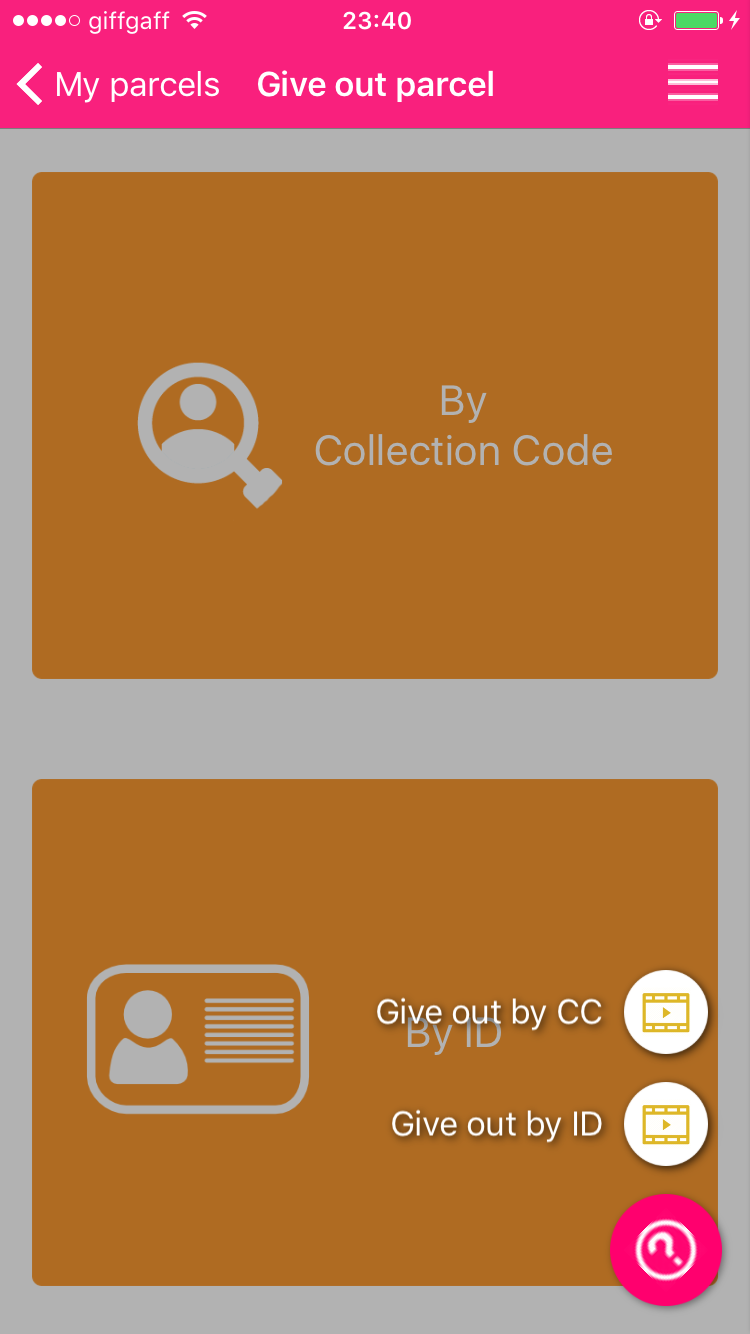 giffgaff 23:40
My parcels Give out parcel
By
Collection Code
Give out by CC
By ID
Give out by ID